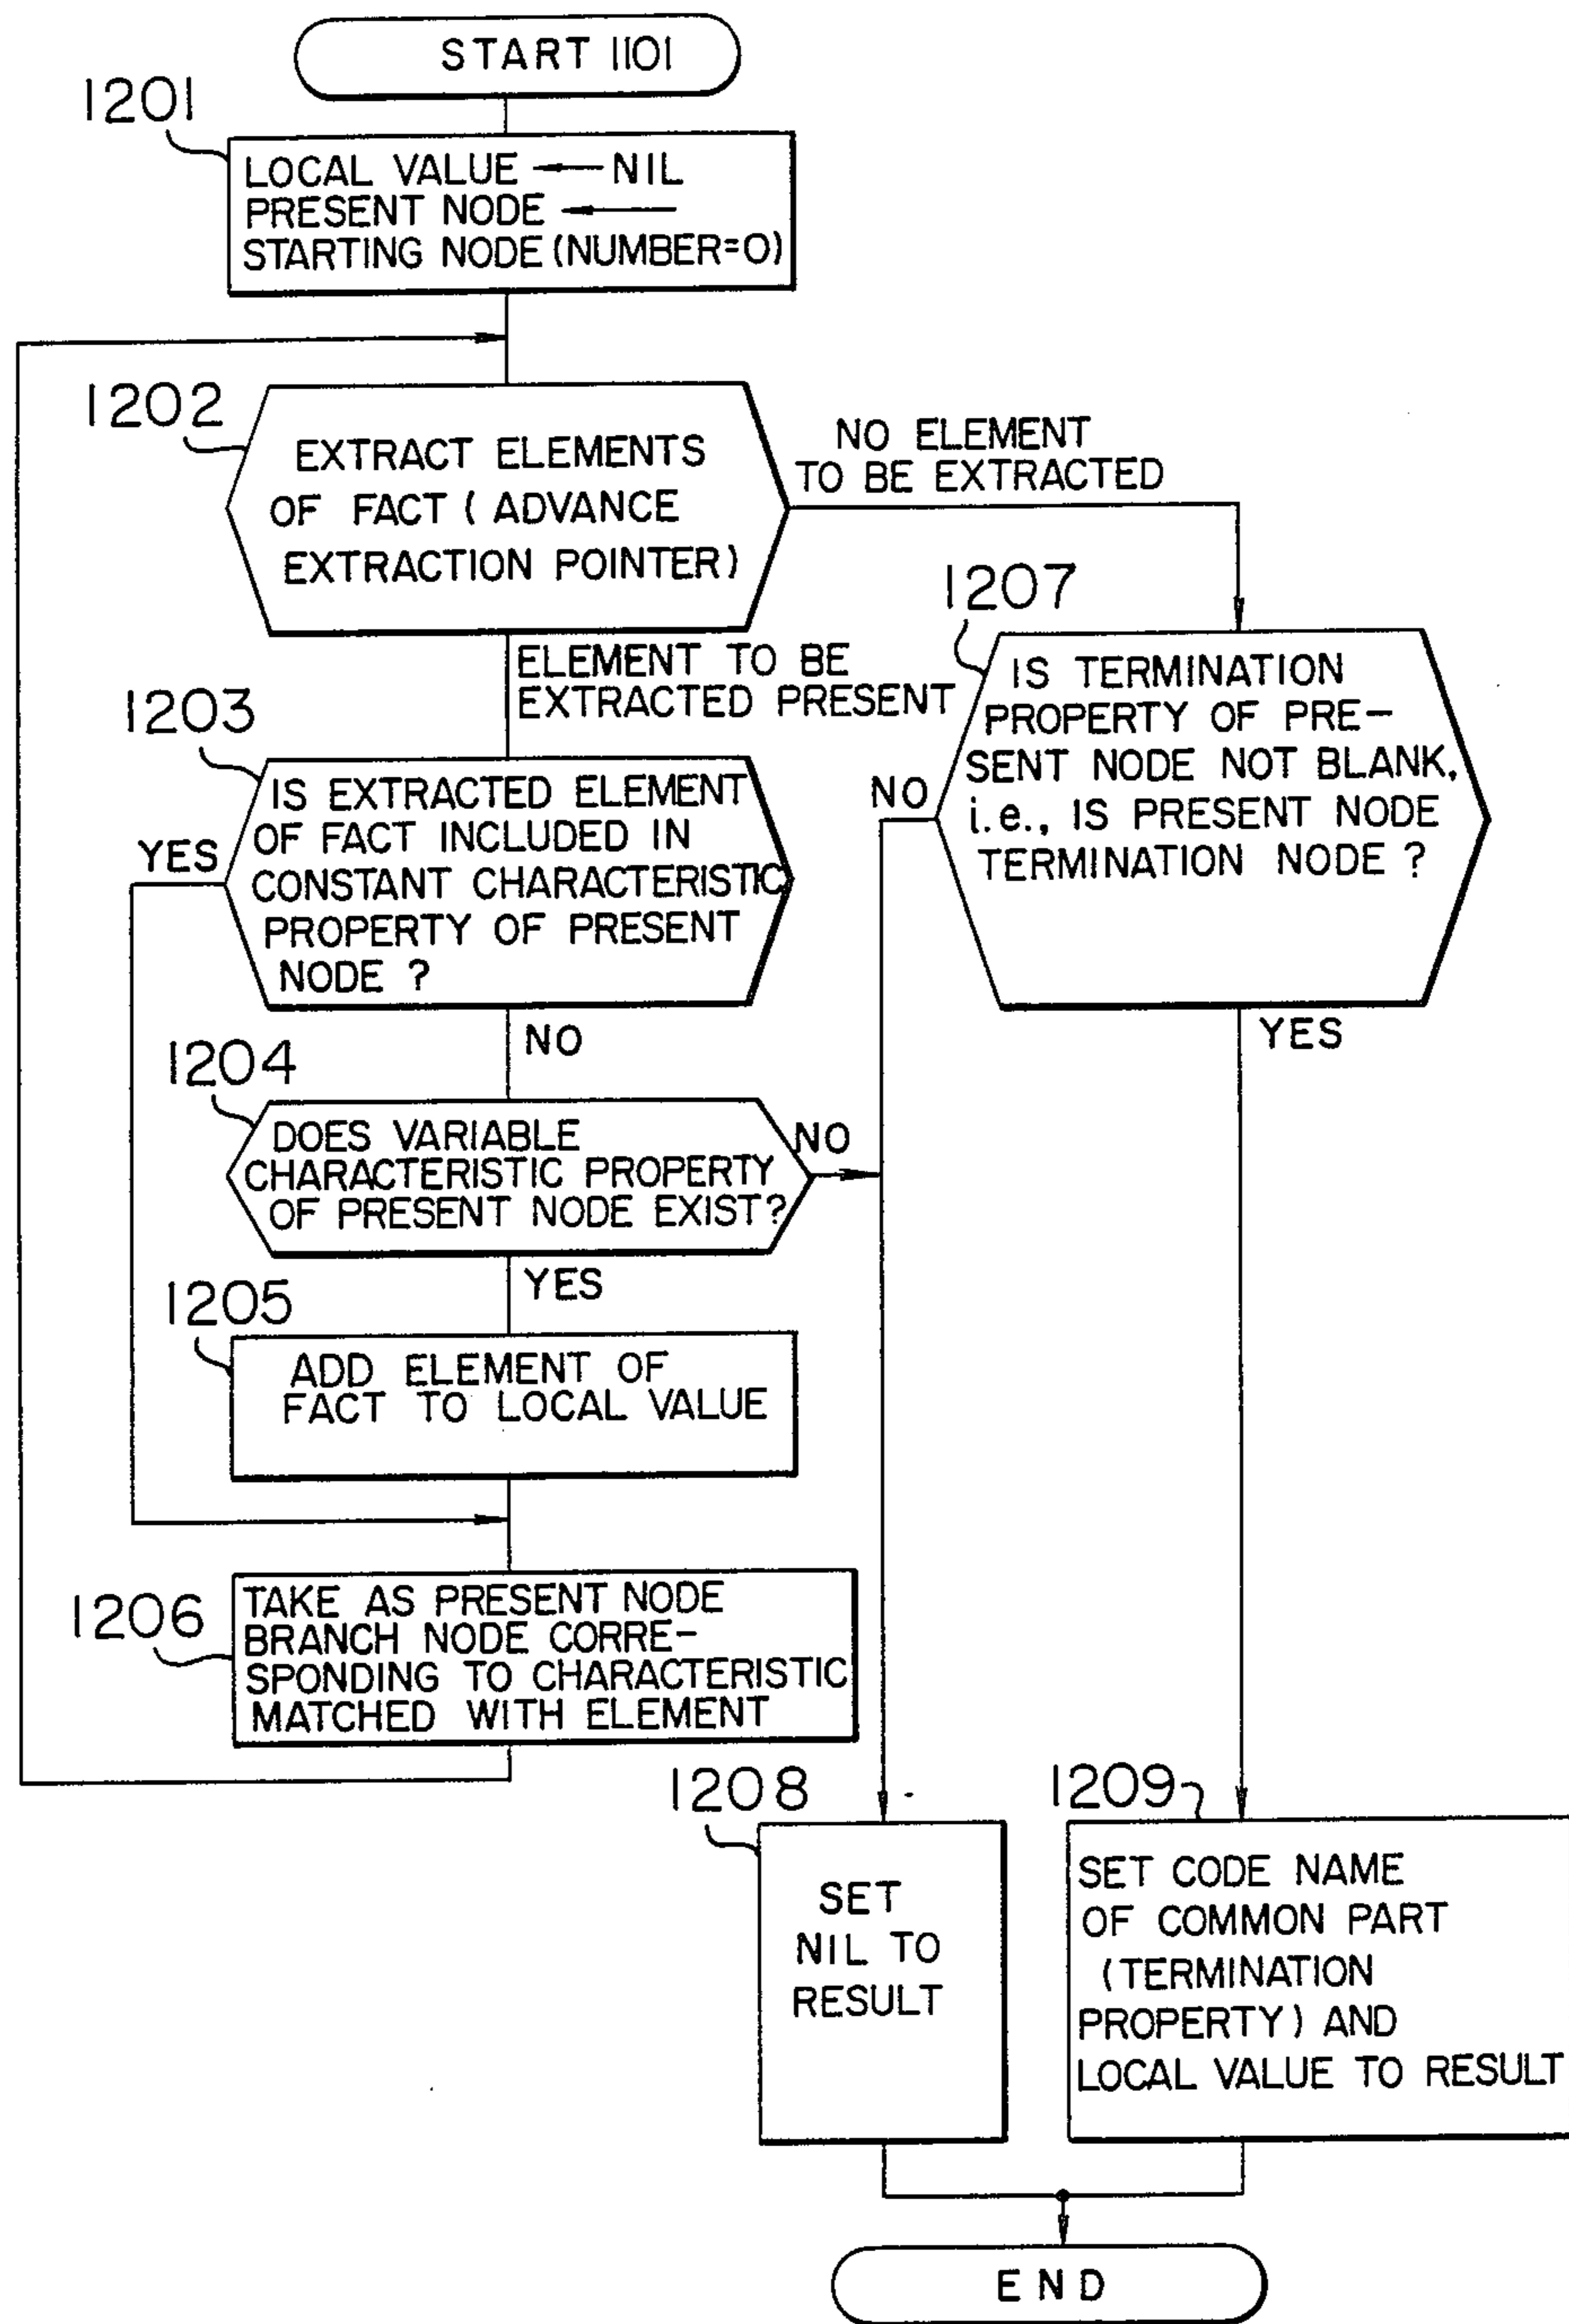 START 1101
1201
LOCAL VALUE ← NIL
PRESENT NODE ←
STARTING NODE (NUMBER=0)
1202
EXTRACT ELEMENTS
OF FACT ( ADVANCE
EXTRACTION POINTER)
NO ELEMENT
TO BE EXTRACTED
ELEMENT TO BE
EXTRACTED PRESENT
1203
IS EXTRACTED ELEMENT
OF FACT INCLUDED IN
CONSTANT CHARACTERISTIC
PROPERTY OF PRESENT
NODE ?
YES
NO
1204
DOES VARIABLE
CHARACTERISTIC PROPERTY
OF PRESENT NODE EXIST?
NO
YES
1205
ADD ELEMENT OF
FACT TO LOCAL VALUE
1206
TAKE AS PRESENT NODE
BRANCH NODE CORRE-
SPONDING TO CHARACTERISTIC
MATCHED WITH ELEMENT
1207
IS TERMINATION
PROPERTY OF PRE-
SENT NODE NOT BLANK,
i.e., IS PRESENT NODE
TERMINATION NODE ?
NO
YES
1208
SET
NIL TO
RESULT
1209
SET CODE NAME
OF COMMON PART
(TERMINATION
PROPERTY) AND
LOCAL VALUE TO RESULT
END